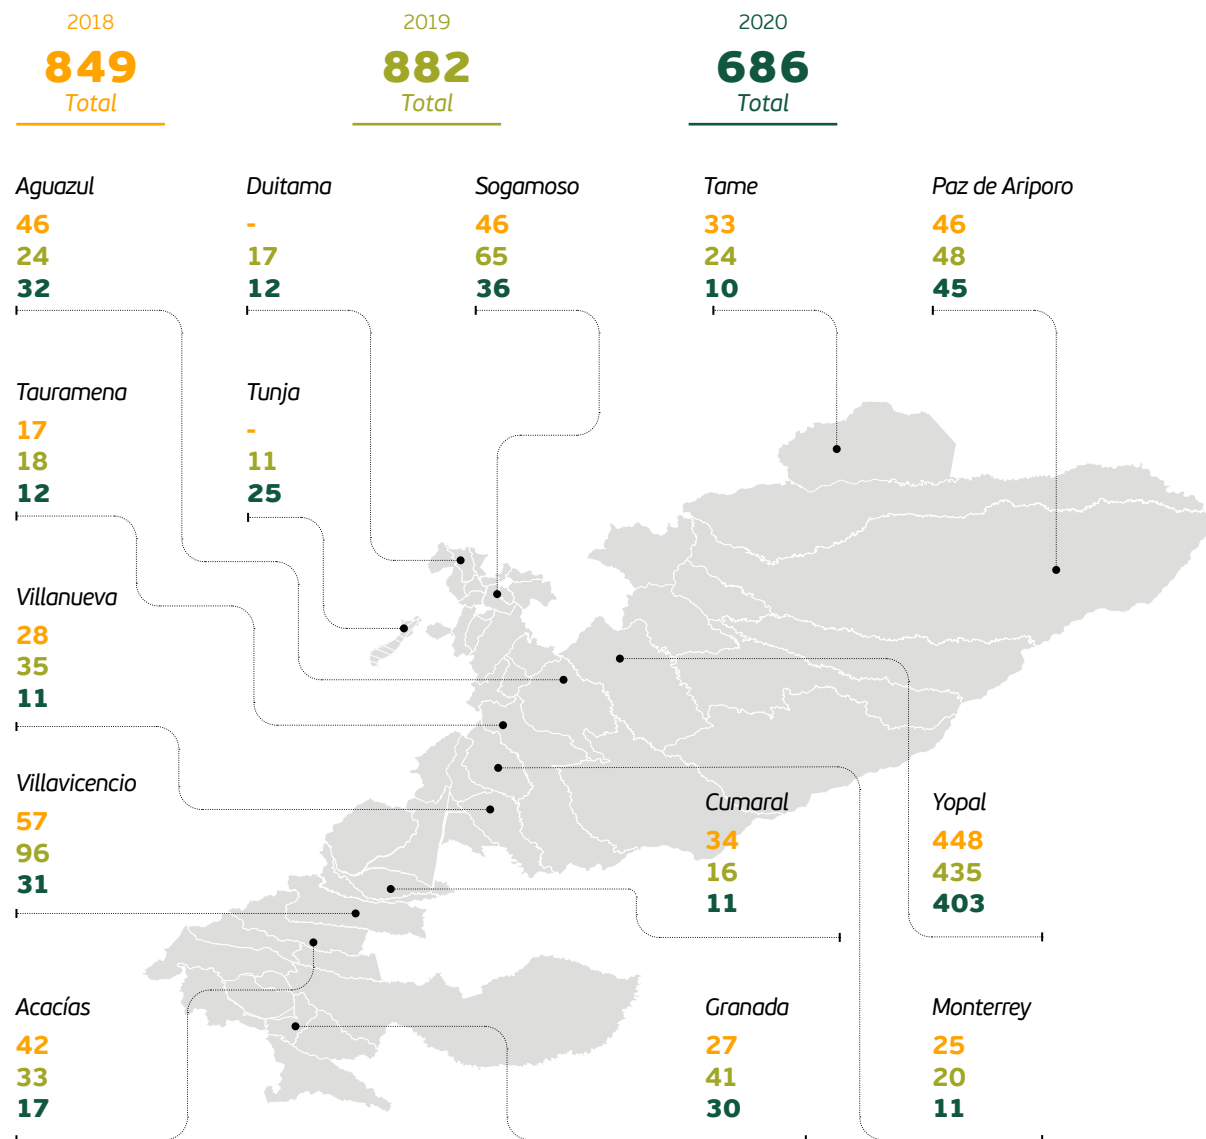 2018
849
Total
2019
882
Total
2020
686
Total
Aguazul
46
24
32
Duitama
-
17
12
Sogamoso
46
65
36
Tame
33
24
10
Paz de Ariporo
46
48
45
Tauramena
17
18
12
Tunja
-
11
25
Villanueva
28
35
11
Villavicencio
57
96
31
Cumaral
34
16
11
Yopal
448
435
403
Acacías
42
33
17
Granada
27
41
30
Monterrey
25
20
11